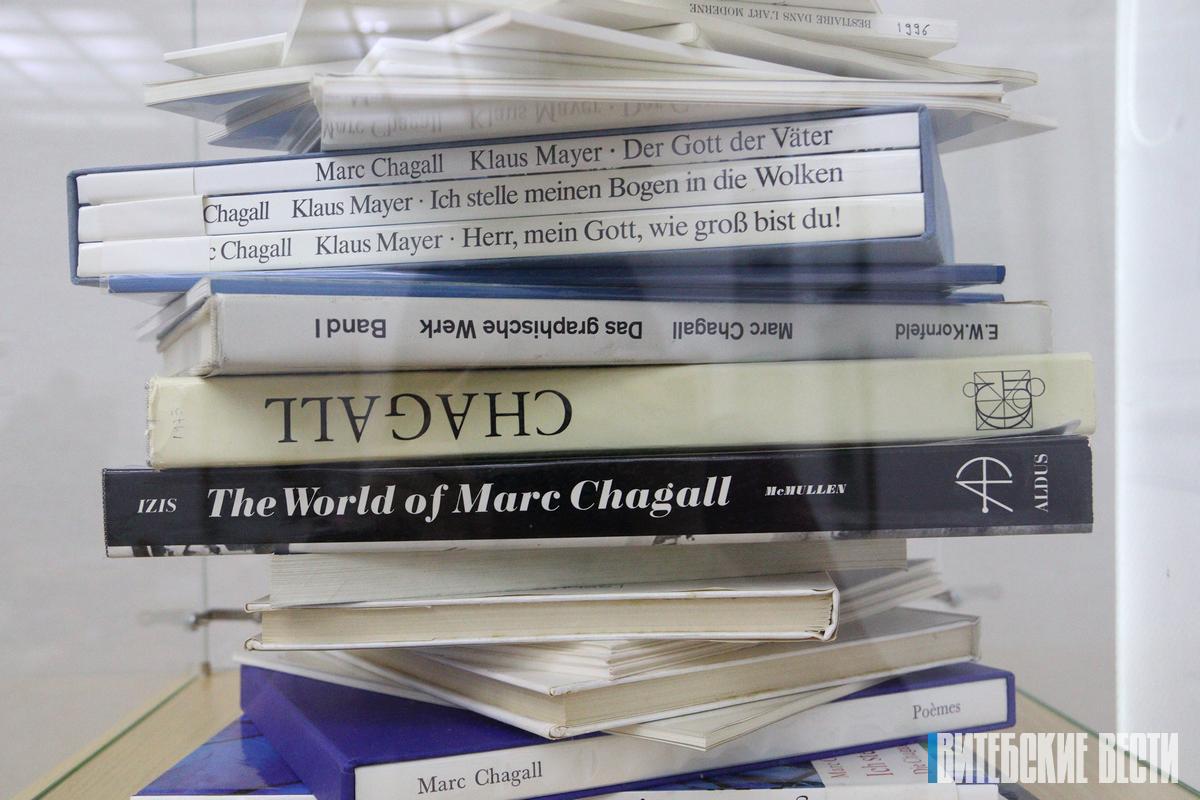 BESTIAIRE DANS L'ART MODERNE 1996
Marc Chagall Klaus Mayer
Marc Chagall Klaus Mayer · Der Gott der Väter
Chagall Klaus Mayer · Ich stelle meinen Bogen in die Wolken
c Chagall Klaus Mayer · Herr, mein Gott, wie groß bist du!
E.W. Kornfeld Marc Chagall Das graphische Werk Band I
CHAGALL
IZIS The World of Marc Chagall McMULLEN ALDUS
Marc Chagall Poèmes
ВИТЕБСКИЕ ВЕСТИ